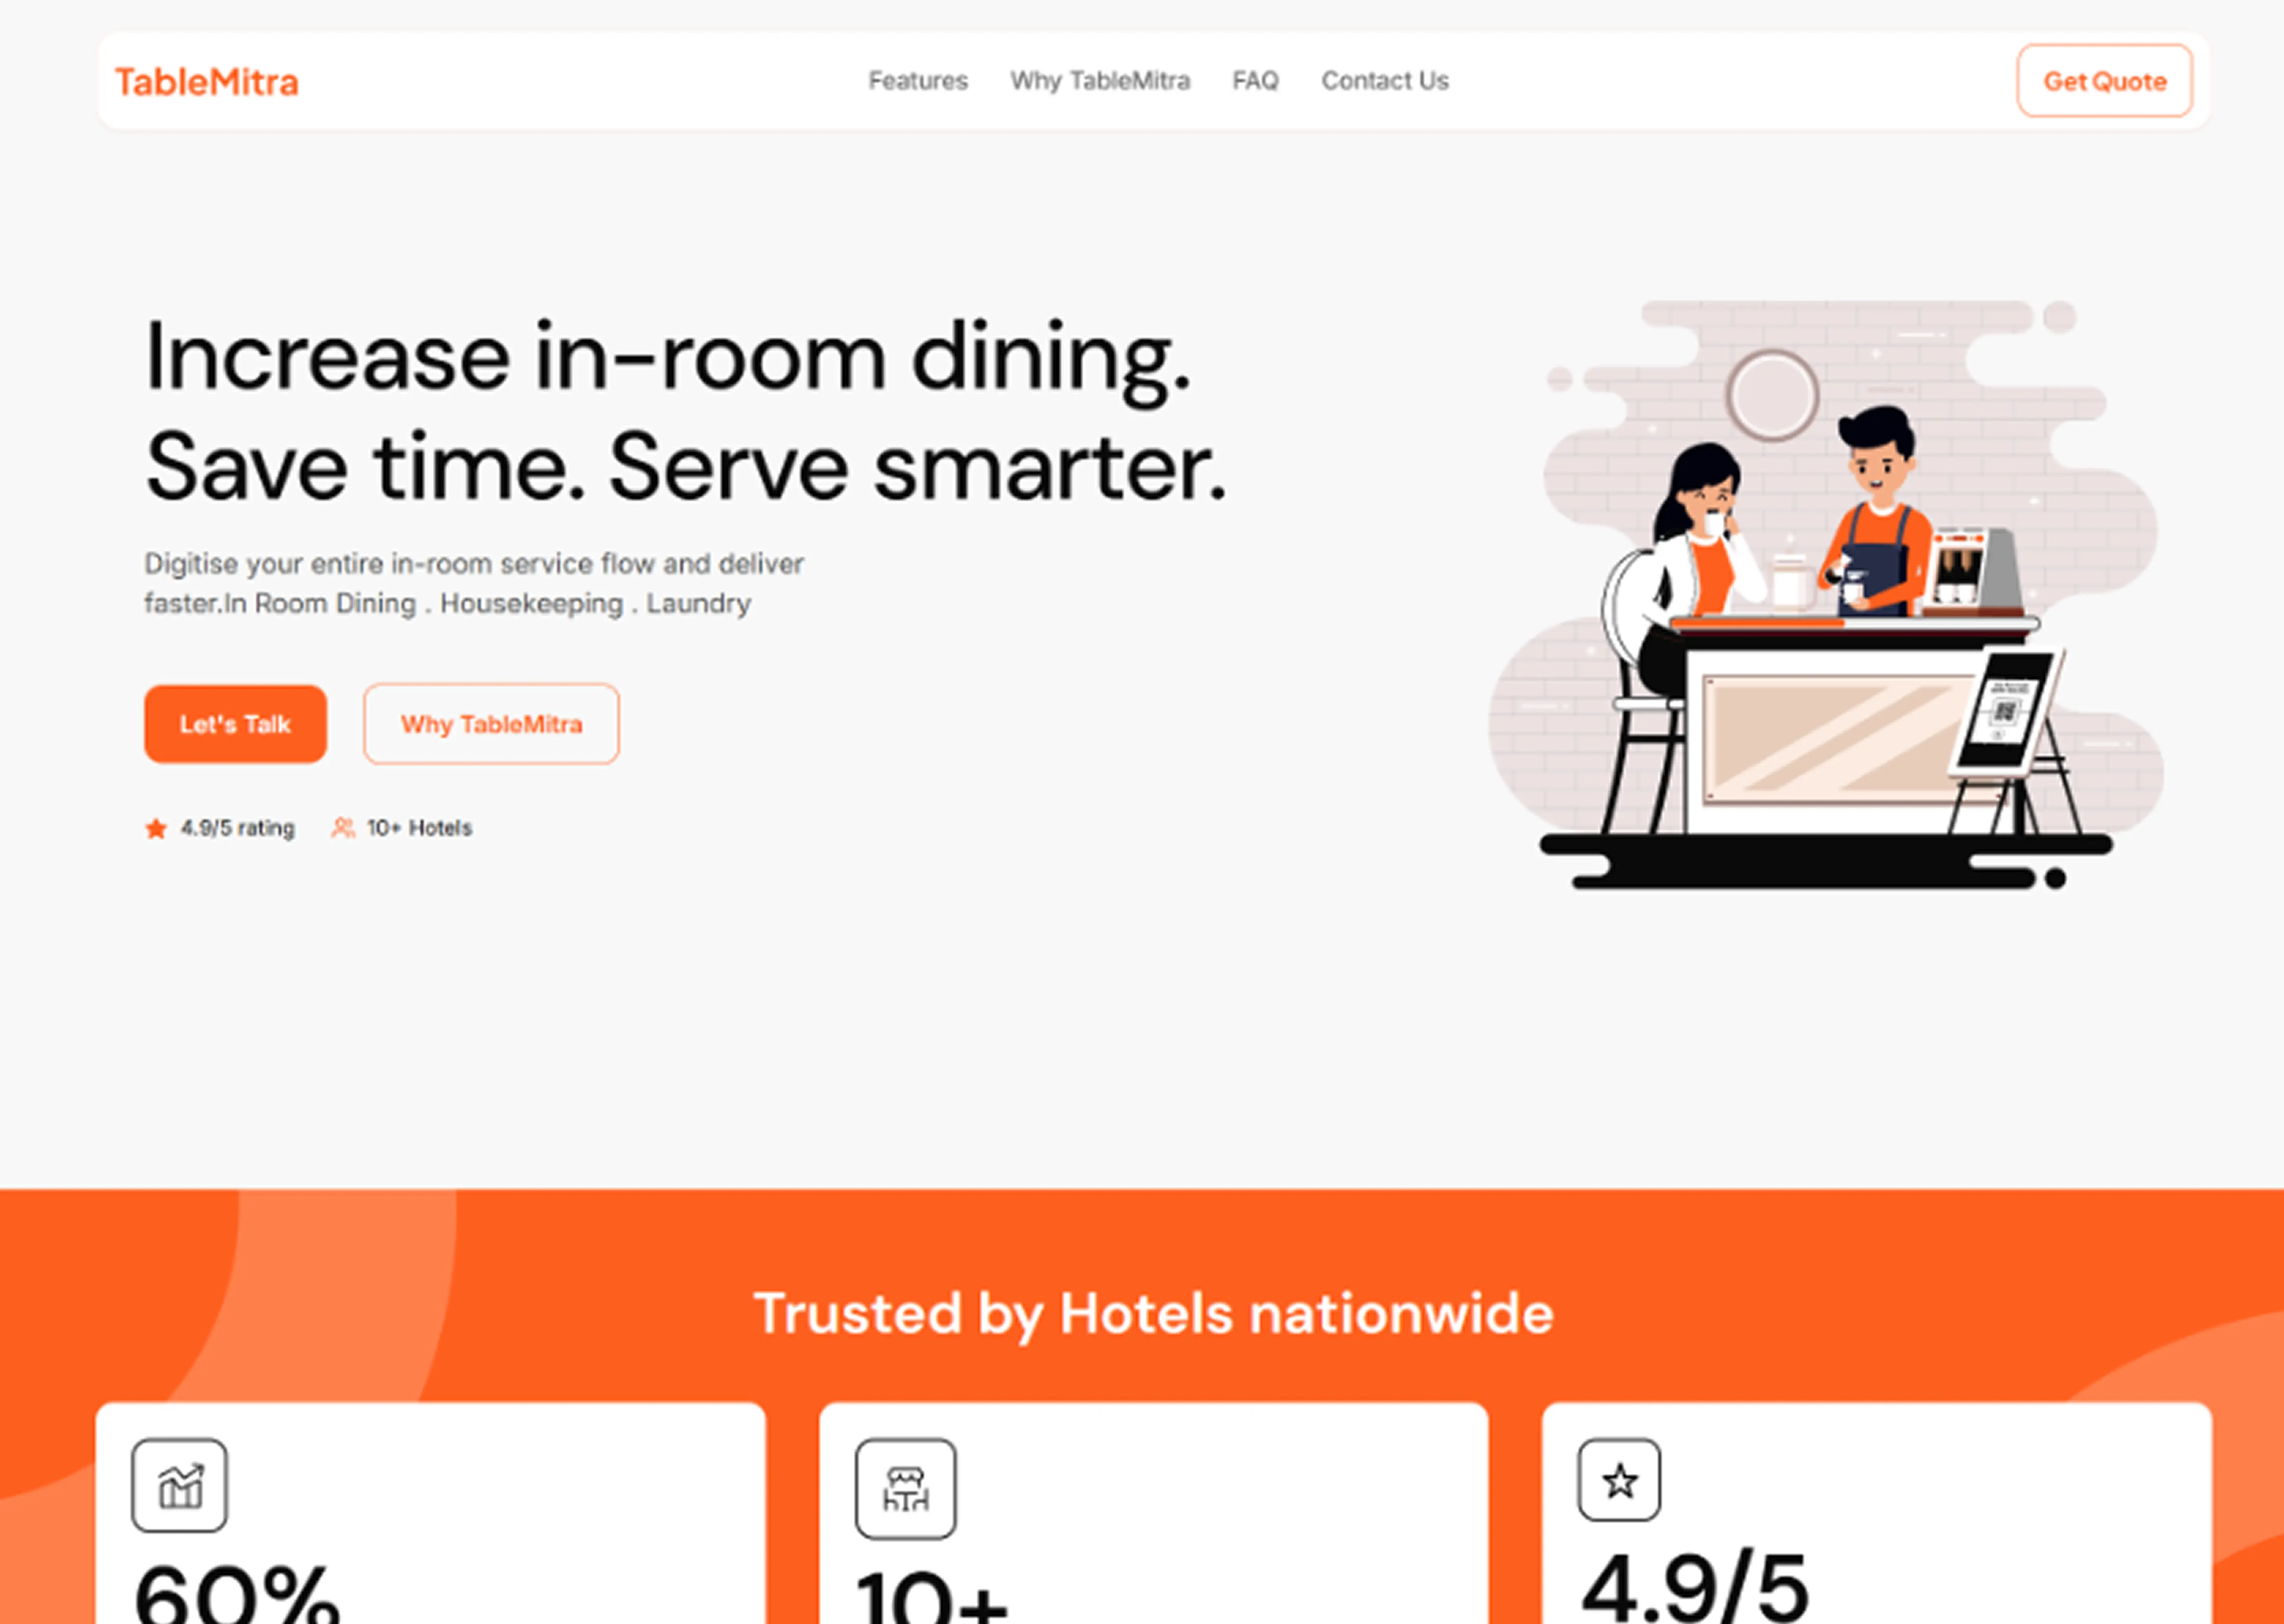 TableMitra
Features
Why TableMitra
FAQ
Contact Us
Get Quote
Increase in-room dining.
Save time. Serve smarter.
Digitise your entire in-room service flow and deliver
faster.In Room Dining . Housekeeping . Laundry
Let's Talk
Why TableMitra
4.9/5 rating
10+ Hotels
Trusted by Hotels nationwide
60%
10+
4.9/5